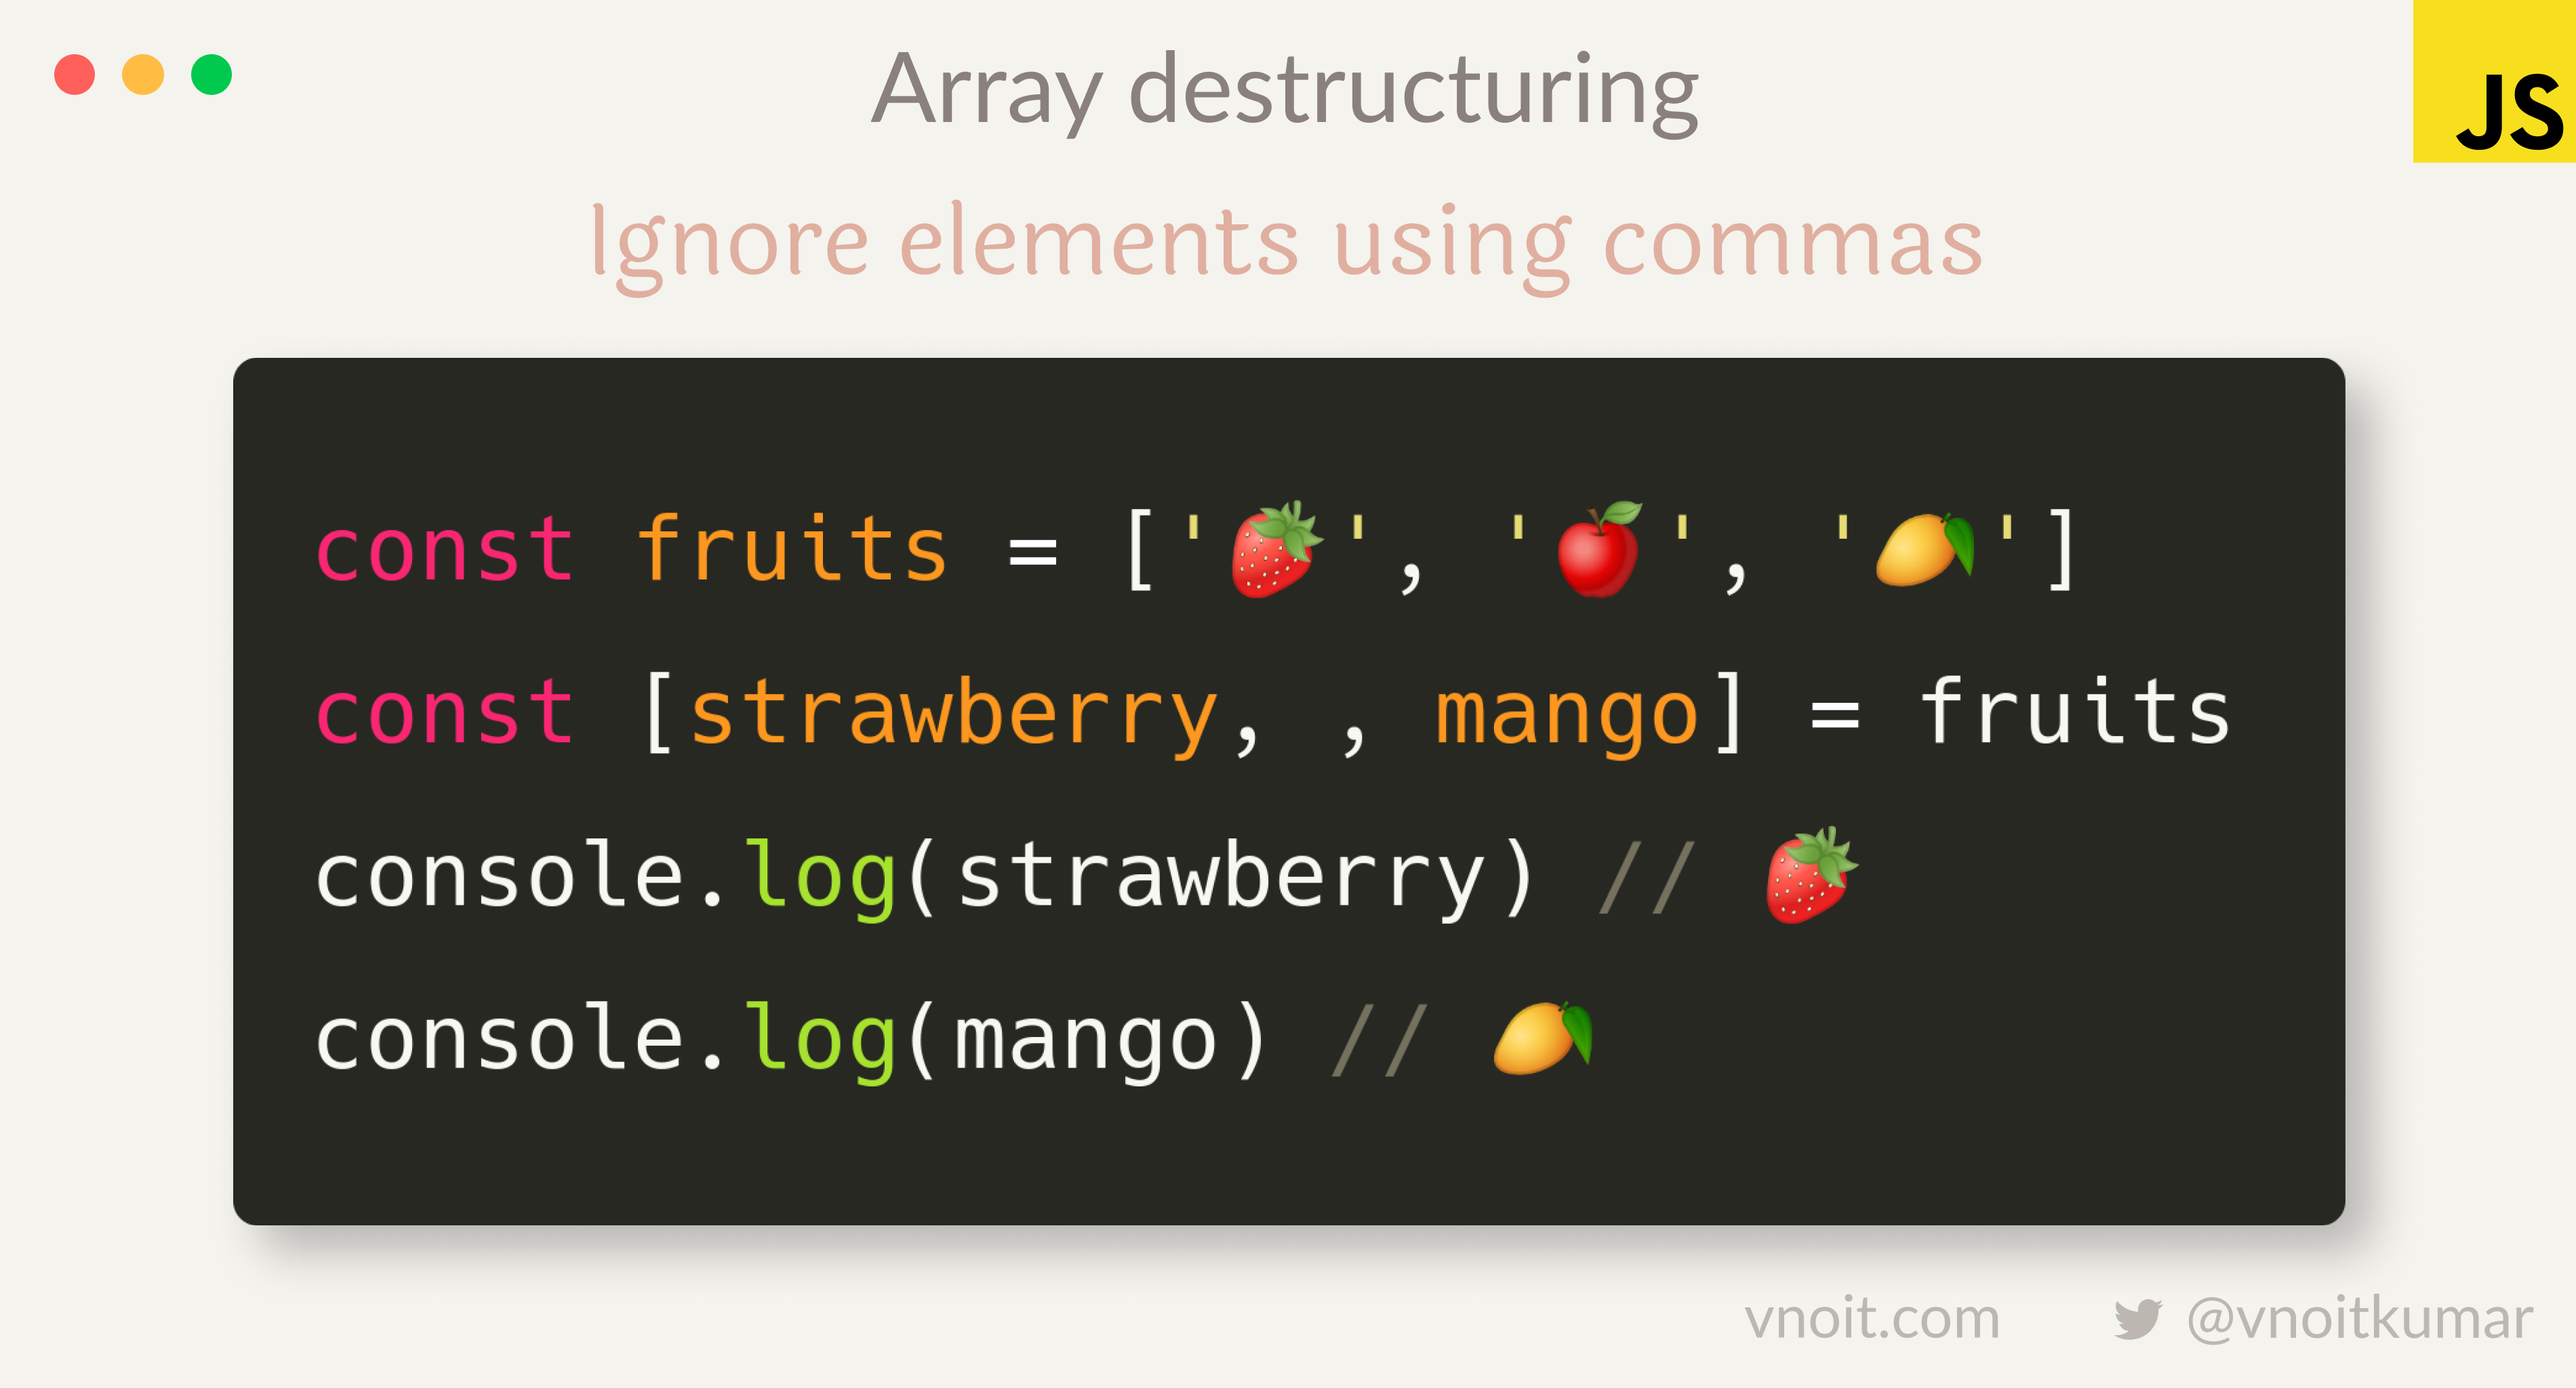 Array destructuring
JS
Ignore elements using commas
const fruits = ['🍓', '🍎', '🥭']
const [strawberry, , mango] = fruits
console.log(strawberry) // 🍓
console.log(mango) // 🥭
vnoit.com @vnoitkumar